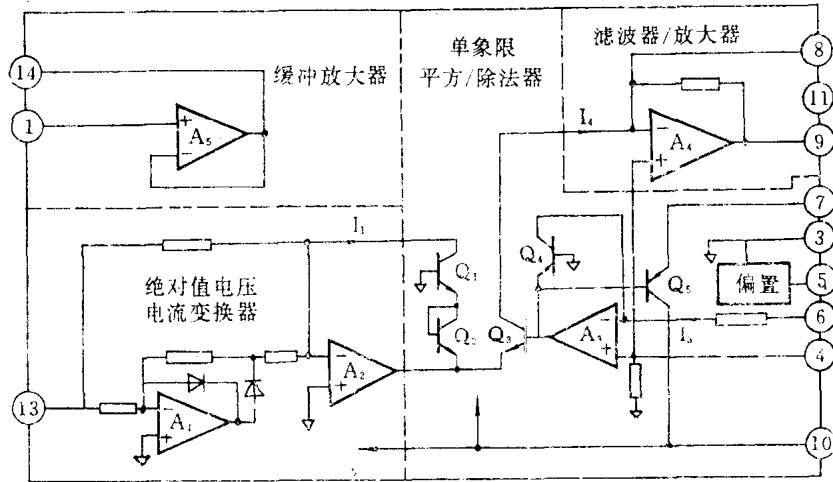 14
缓冲放大器
1
+
A5
−
单象限
平方/除法器
滤波器/放大器
8
11
9
I4
−
A4
+
7
3
偏置
5
6
4
10
I1
绝对值电压
电流变换器
13
−
A1
+
−
A2
+
Q1
Q2
Q3
Q4
Q5
−
A3
+